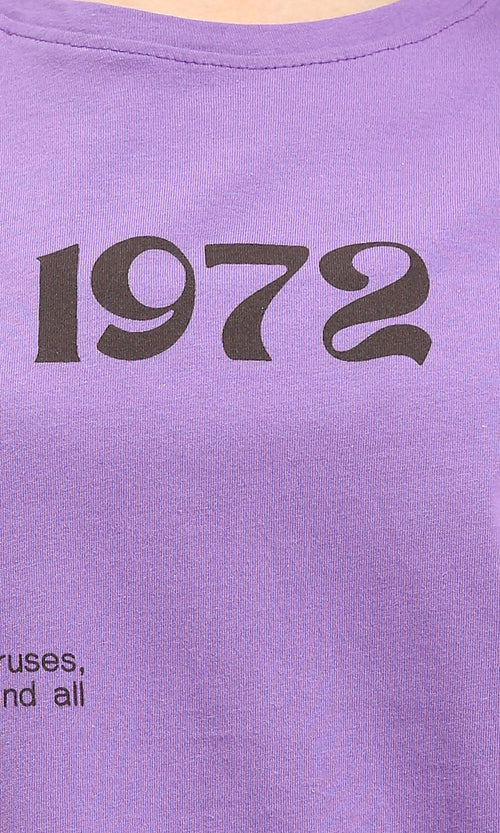 1972
ruses,
nd all